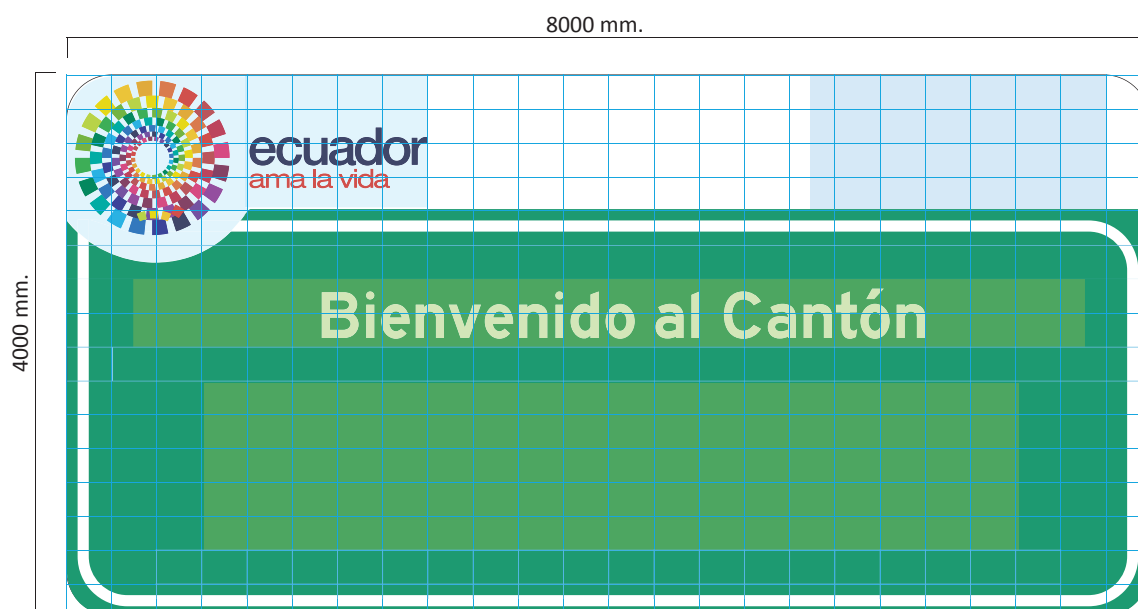 8000 mm.
ecuador
ama la vida
4000 mm.
Bienvenido al Cantón